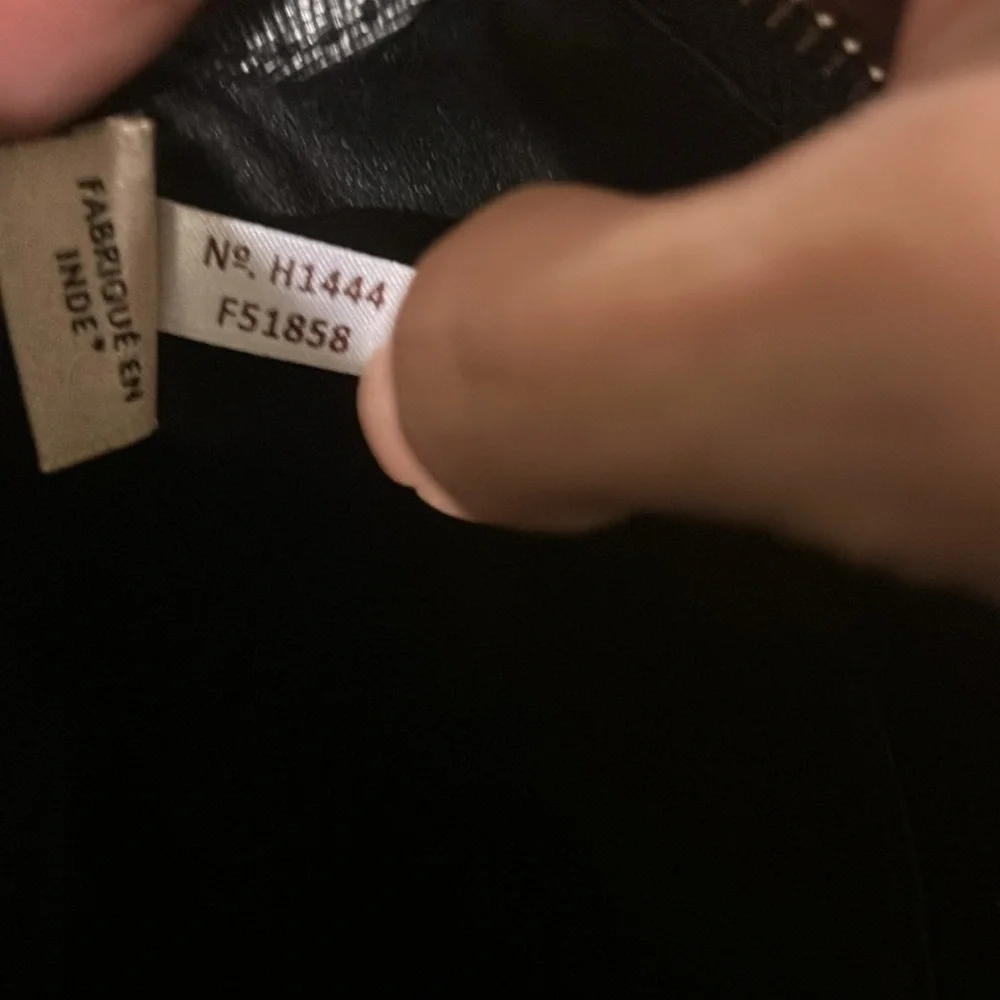 FABRIQUÉ EN
INDE*
Nº. H1444
F51858